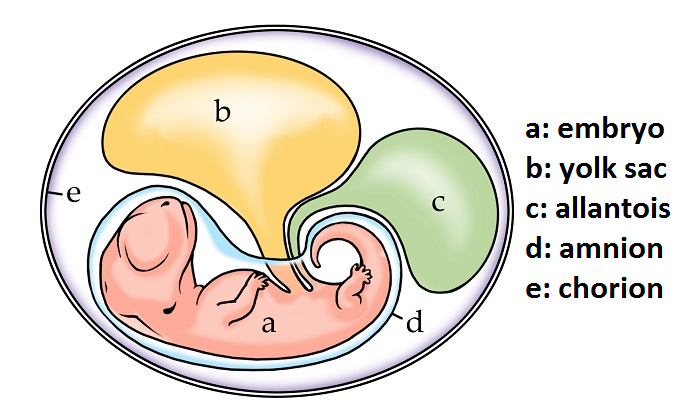 b
c
e
a
d
a: embryo
b: yolk sac
c: allantois
d: amnion
e: chorion